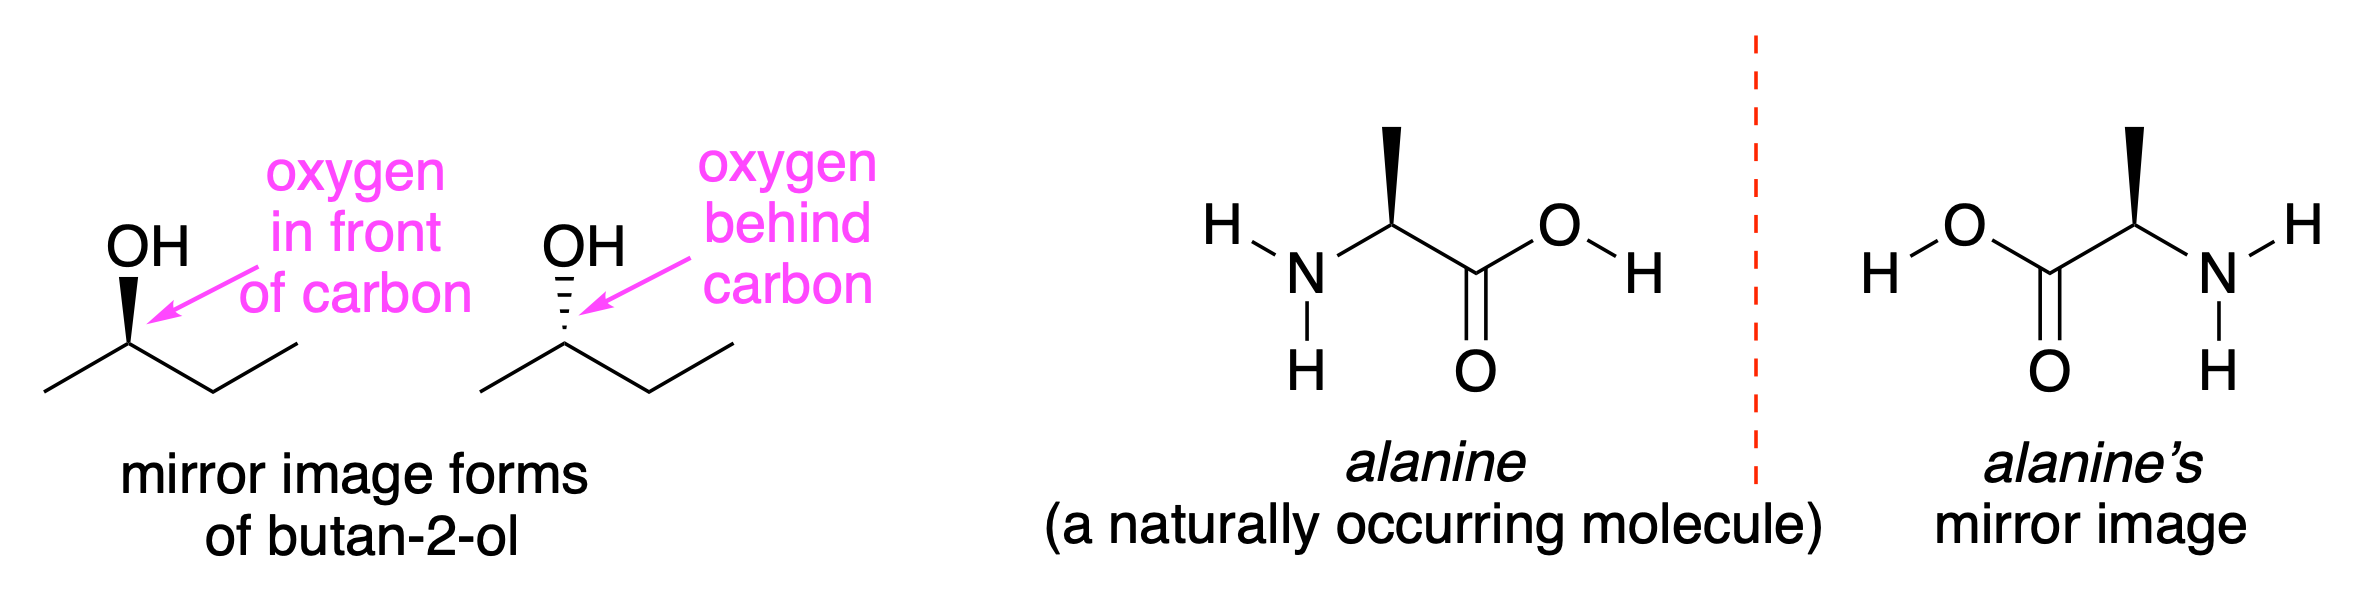 oxygen
in front
of carbon
OH
oxygen
behind
carbon
OH
mirror image forms
of butan-2-ol
H
N
H
O
H
O
alanine
(a naturally occurring molecule)
H
O
O
N
H
H
alanine’s
mirror image